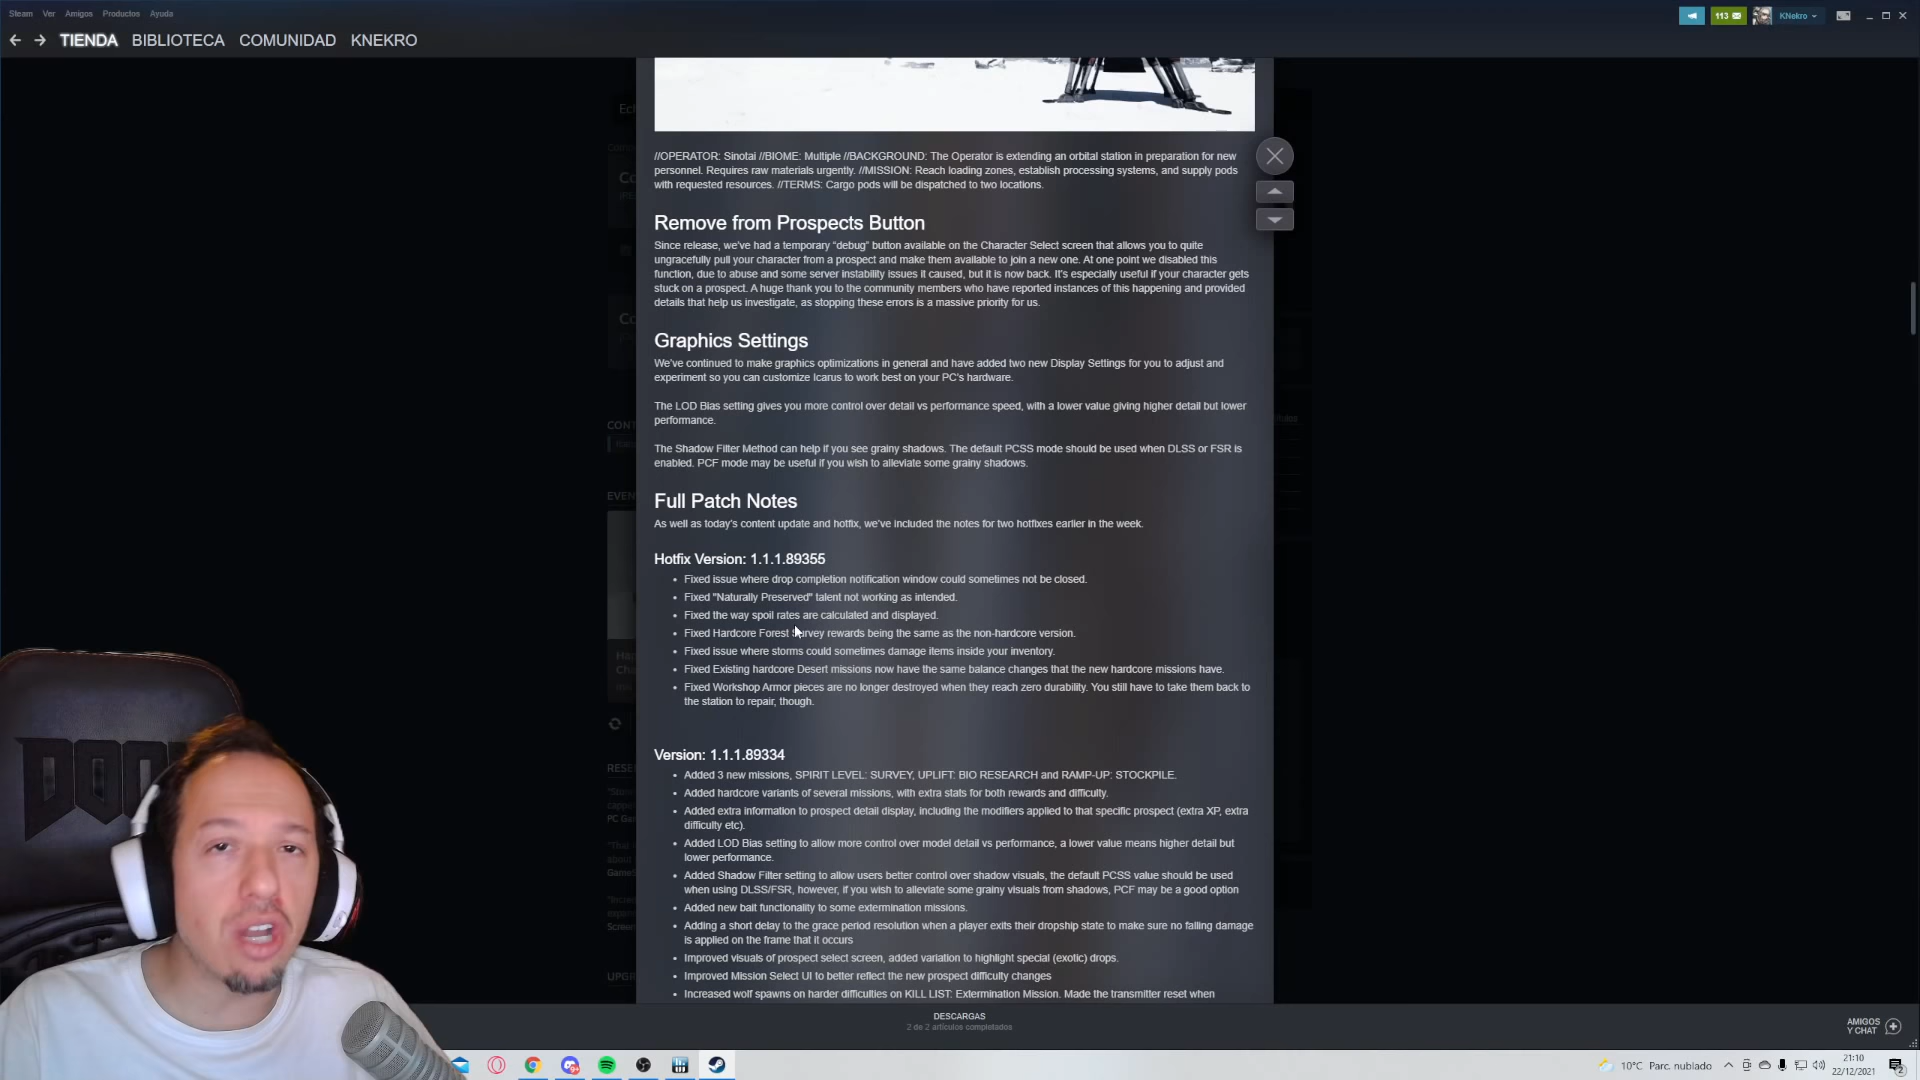 Steam Ver Amigos Productos Ayuda
113
KNekro
TIENDA BIBLIOTECA COMUNIDAD KNEKRO
//OPERATOR: Sinotai //BIOME: Multiple //BACKGROUND: The Operator is extending an orbital station in preparation for new
personnel. Requires raw materials urgently. //MISSION: Reach loading zones, establish processing systems, and supply pods
with requested resources. //TERMS: Cargo pods will be dispatched to two locations.
Remove from Prospects Button
Since release, we've had a temporary “debug” button available on the Character Select screen that allows you to quite
ungracefully pull your character from a prospect and make them available to join a new one. At one point we disabled this
function, due to abuse and some server instability issues it caused, but it is now back. It's especially useful if your character gets
stuck on a prospect. A huge thank you to the community members who have reported instances of this happening and provided
details that help us investigate, as stopping these errors is a massive priority for us.
Graphics Settings
We've continued to make graphics optimizations in general and have added two new Display Settings for you to adjust and
experiment so you can customize Icarus to work best on your PC's hardware.
The LOD Bias setting gives you more control over detail vs performance speed, with a lower value giving higher detail but lower
performance.
The Shadow Filter Method can help if you see grainy shadows. The default PCSS mode should be used when DLSS or FSR is
enabled. PCF mode may be useful if you wish to alleviate some grainy shadows.
Full Patch Notes
As well as today's content update and hotfix, we've included the notes for two hotfixes earlier in the week.
Hotfix Version: 1.1.1.89355
• Fixed issue where drop completion notification window could sometimes not be closed.
• Fixed "Naturally Preserved" talent not working as intended.
• Fixed the way spoil rates are calculated and displayed.
• Fixed Hardcore Forest Survey rewards being the same as the non-hardcore version.
• Fixed issue where storms could sometimes damage items inside your inventory.
• Fixed Existing hardcore Desert missions now have the same balance changes that the new hardcore missions have.
• Fixed Workshop Armor pieces are no longer destroyed when they reach zero durability. You still have to take them back to
the station to repair, though.
Version: 1.1.1.89334
• Added 3 new missions, SPIRIT LEVEL: SURVEY, UPLIFT: BIO RESEARCH and RAMP-UP: STOCKPILE.
• Added hardcore variants of several missions, with extra stats for both rewards and difficulty.
• Added extra information to prospect detail display, including the modifiers applied to that specific prospect (extra XP, extra
difficulty etc).
• Added LOD Bias setting to allow more control over model detail vs performance, a lower value means higher detail but
lower performance.
• Added Shadow Filter setting to allow users better control over shadow visuals, the default PCSS value should be used
when using DLSS/FSR, however, if you wish to alleviate some grainy visuals from shadows, PCF may be a good option
• Added new bait functionality to some extermination missions.
• Adding a short delay to the grace period resolution when a player exits their dropship state to make sure no falling damage
is applied on the frame that it occurs
• Improved visuals of prospect select screen, added variation to highlight special (exotic) drops.
• Improved Mission Select UI to better reflect the new prospect difficulty changes
• Increased wolf spawns on harder difficulties on KILL LIST: Extermination Mission. Made the transmitter reset when
DESCARGAS
2 de 2 artículos completados
AMIGOS
Y CHAT
10°C Parc. nublado
21:10
22/12/2021